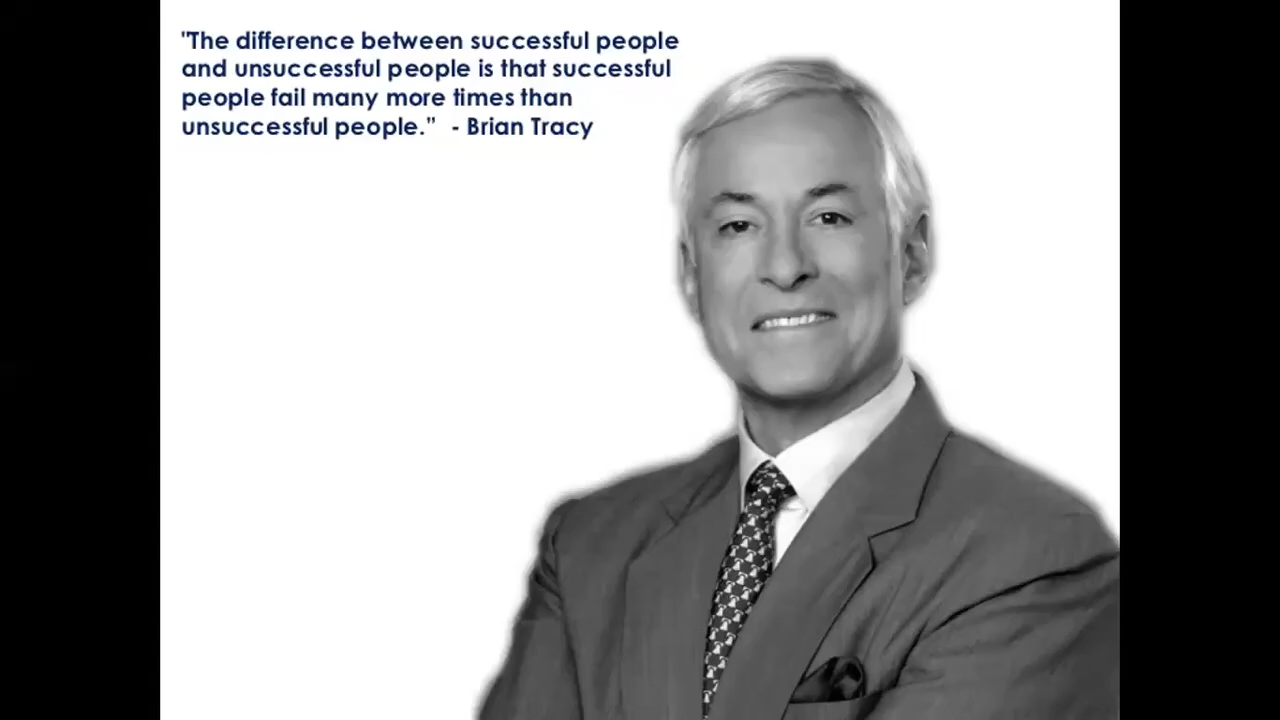 "The difference between successful people
and unsuccessful people is that successful
people fail many more times than
unsuccessful people.” - Brian Tracy